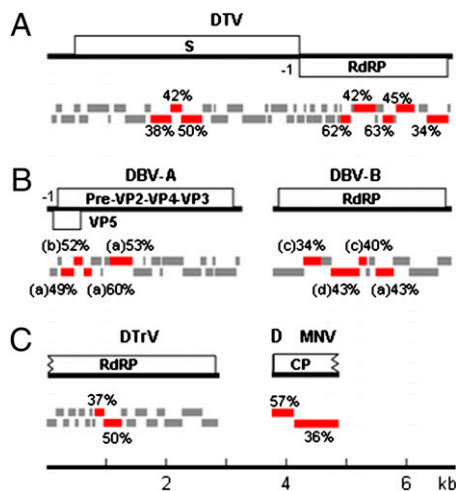 A DTV
S
-1 RdRP
42% 42% 45%
38% 50% 62% 63% 34%
B DBV-A DBV-B
-1 Pre-VP2-VP4-VP3 RdRP
VP5
(b)52% (a)53% (c)34% (c)40%
(a)49% (a)60% (d)43% (a)43%
C DTrV D MNV
RdRP CP
37% 57%
50% 36%
2 4 6 kb